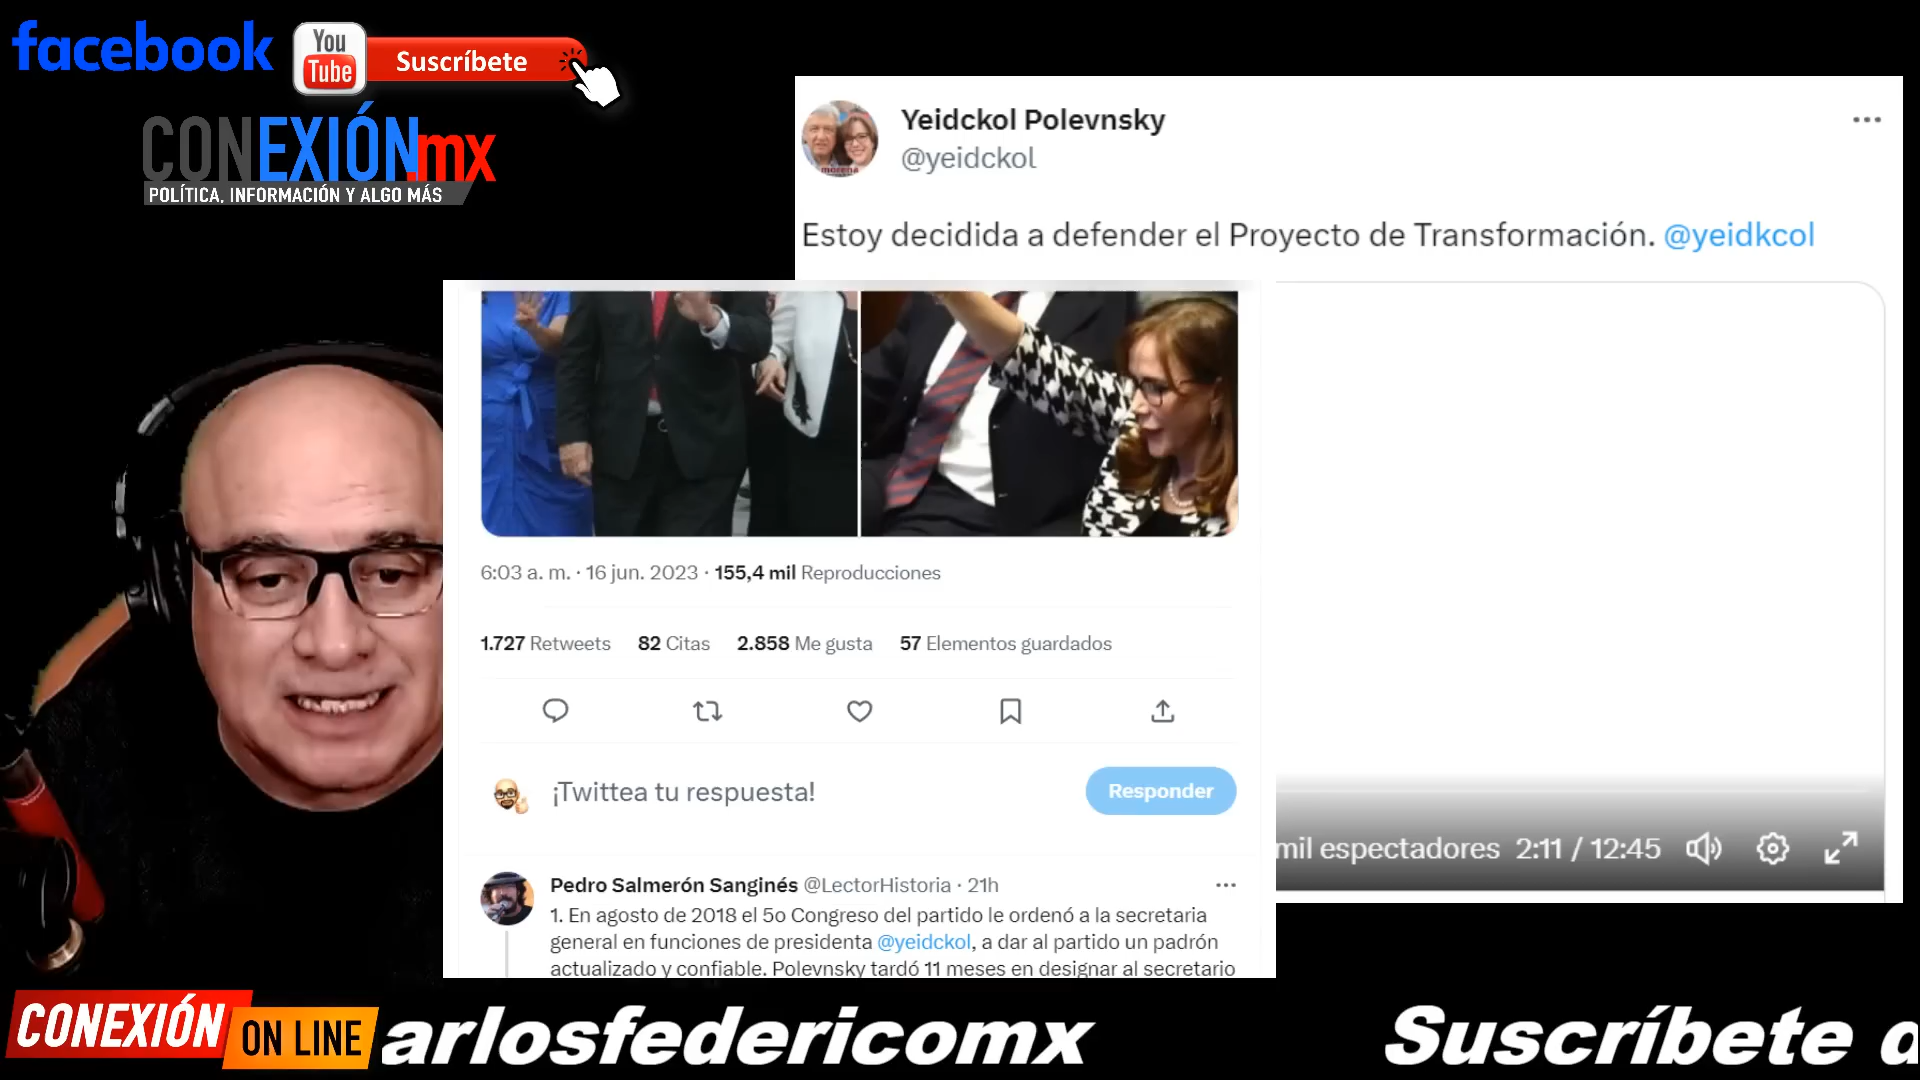 facebook
You
Tube
Suscríbete
CONEXIÓN.mx
POLÍTICA, INFORMACIÓN Y ALGO MÁS
Yeidckol Polevnsky
@yeidckol
morena
Estoy decidida a defender el Proyecto de Transformación. @yeidkcol
6:03 a. m. · 16 jun. 2023 · 155,4 mil Reproducciones
1.727 Retweets 82 Citas 2.858 Me gusta 57 Elementos guardados
¡Twittea tu respuesta!
Responder
mil espectadores 2:11 / 12:45
Pedro Salmerón Sanginés @LectorHistoria · 21h
1. En agosto de 2018 el 5o Congreso del partido le ordenó a la secretaria
general en funciones de presidenta @yeidckol, a dar al partido un padrón
actualizado y confiable. Polevnsky tardó 11 meses en designar al secretario
CONEXIÓN
ON LINE
arlosfedericomx Suscríbete